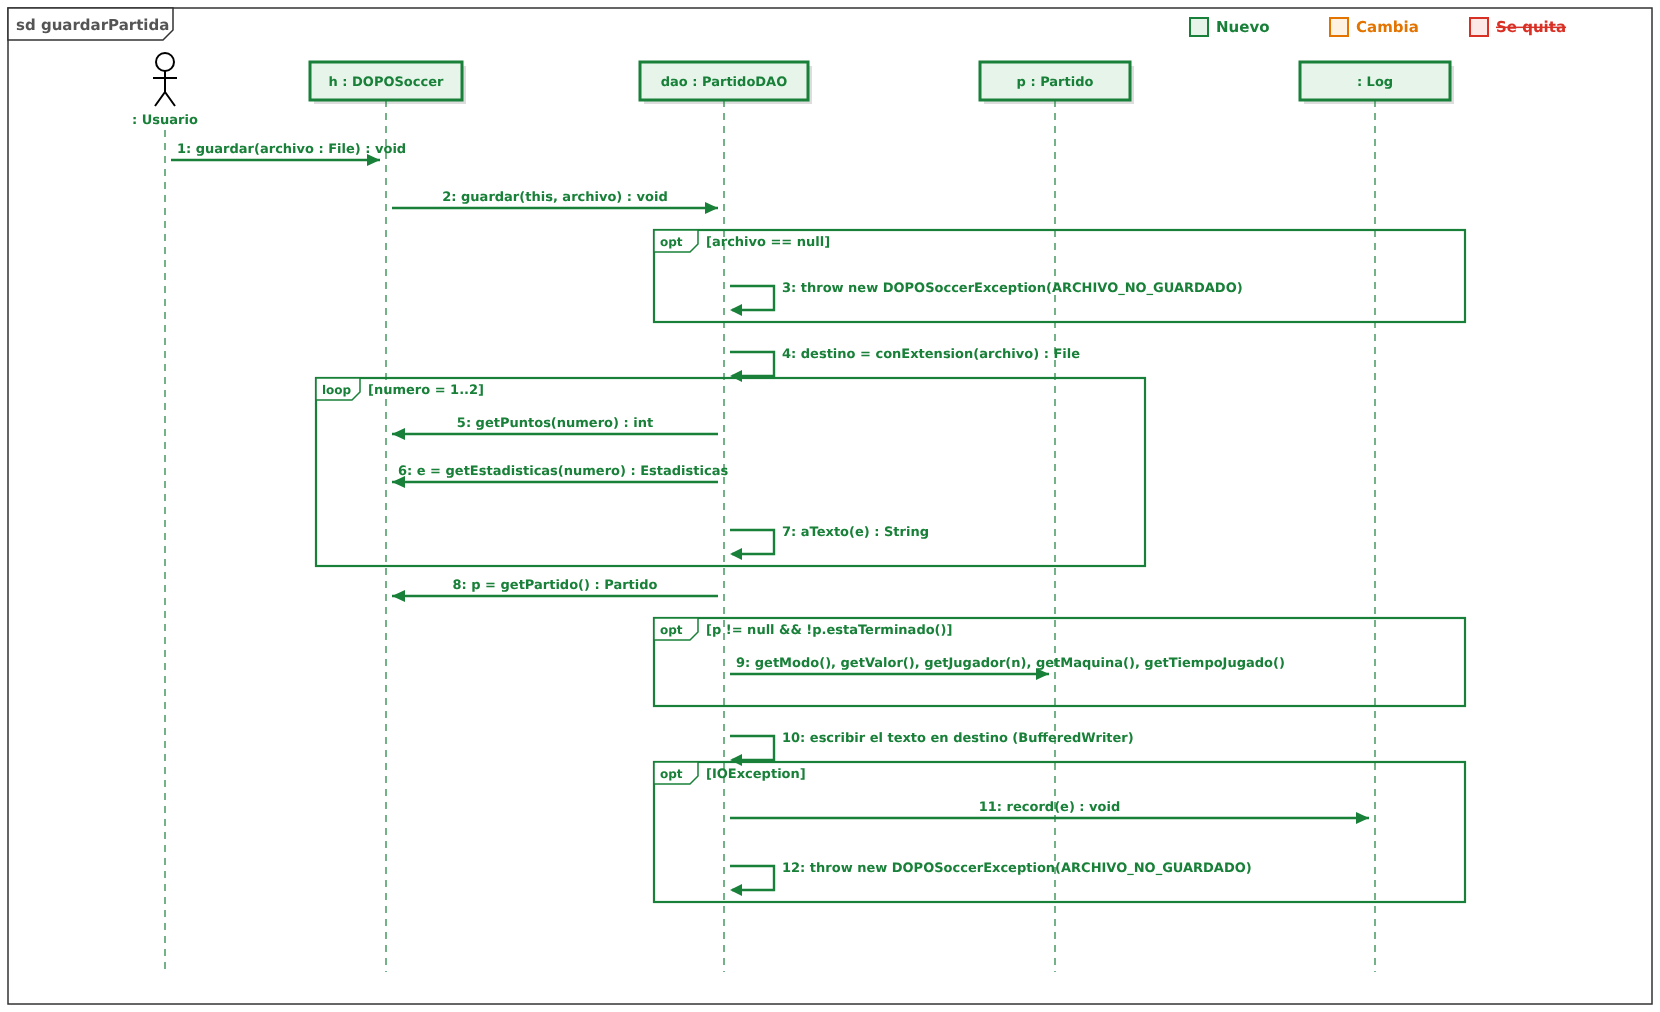 sd guardarPartida
Nuevo
Cambia
Se quita
: Usuario
h : DOPOSoccer
dao : PartidoDAO
p : Partido
: Log
1: guardar(archivo : File) : void
2: guardar(this, archivo) : void
opt [archivo == null]
3: throw new DOPOSoccerException(ARCHIVO_NO_GUARDADO)
4: destino = conExtension(archivo) : File
loop [numero = 1..2]
5: getPuntos(numero) : int
6: e = getEstadisticas(numero) : Estadisticas
7: aTexto(e) : String
8: p = getPartido() : Partido
opt [p != null && !p.estaTerminado()]
9: getModo(), getValor(), getJugador(n), getMaquina(), getTiempoJugado()
10: escribir el texto en destino (BufferedWriter)
opt [IOException]
11: record(e) : void
12: throw new DOPOSoccerException(ARCHIVO_NO_GUARDADO)